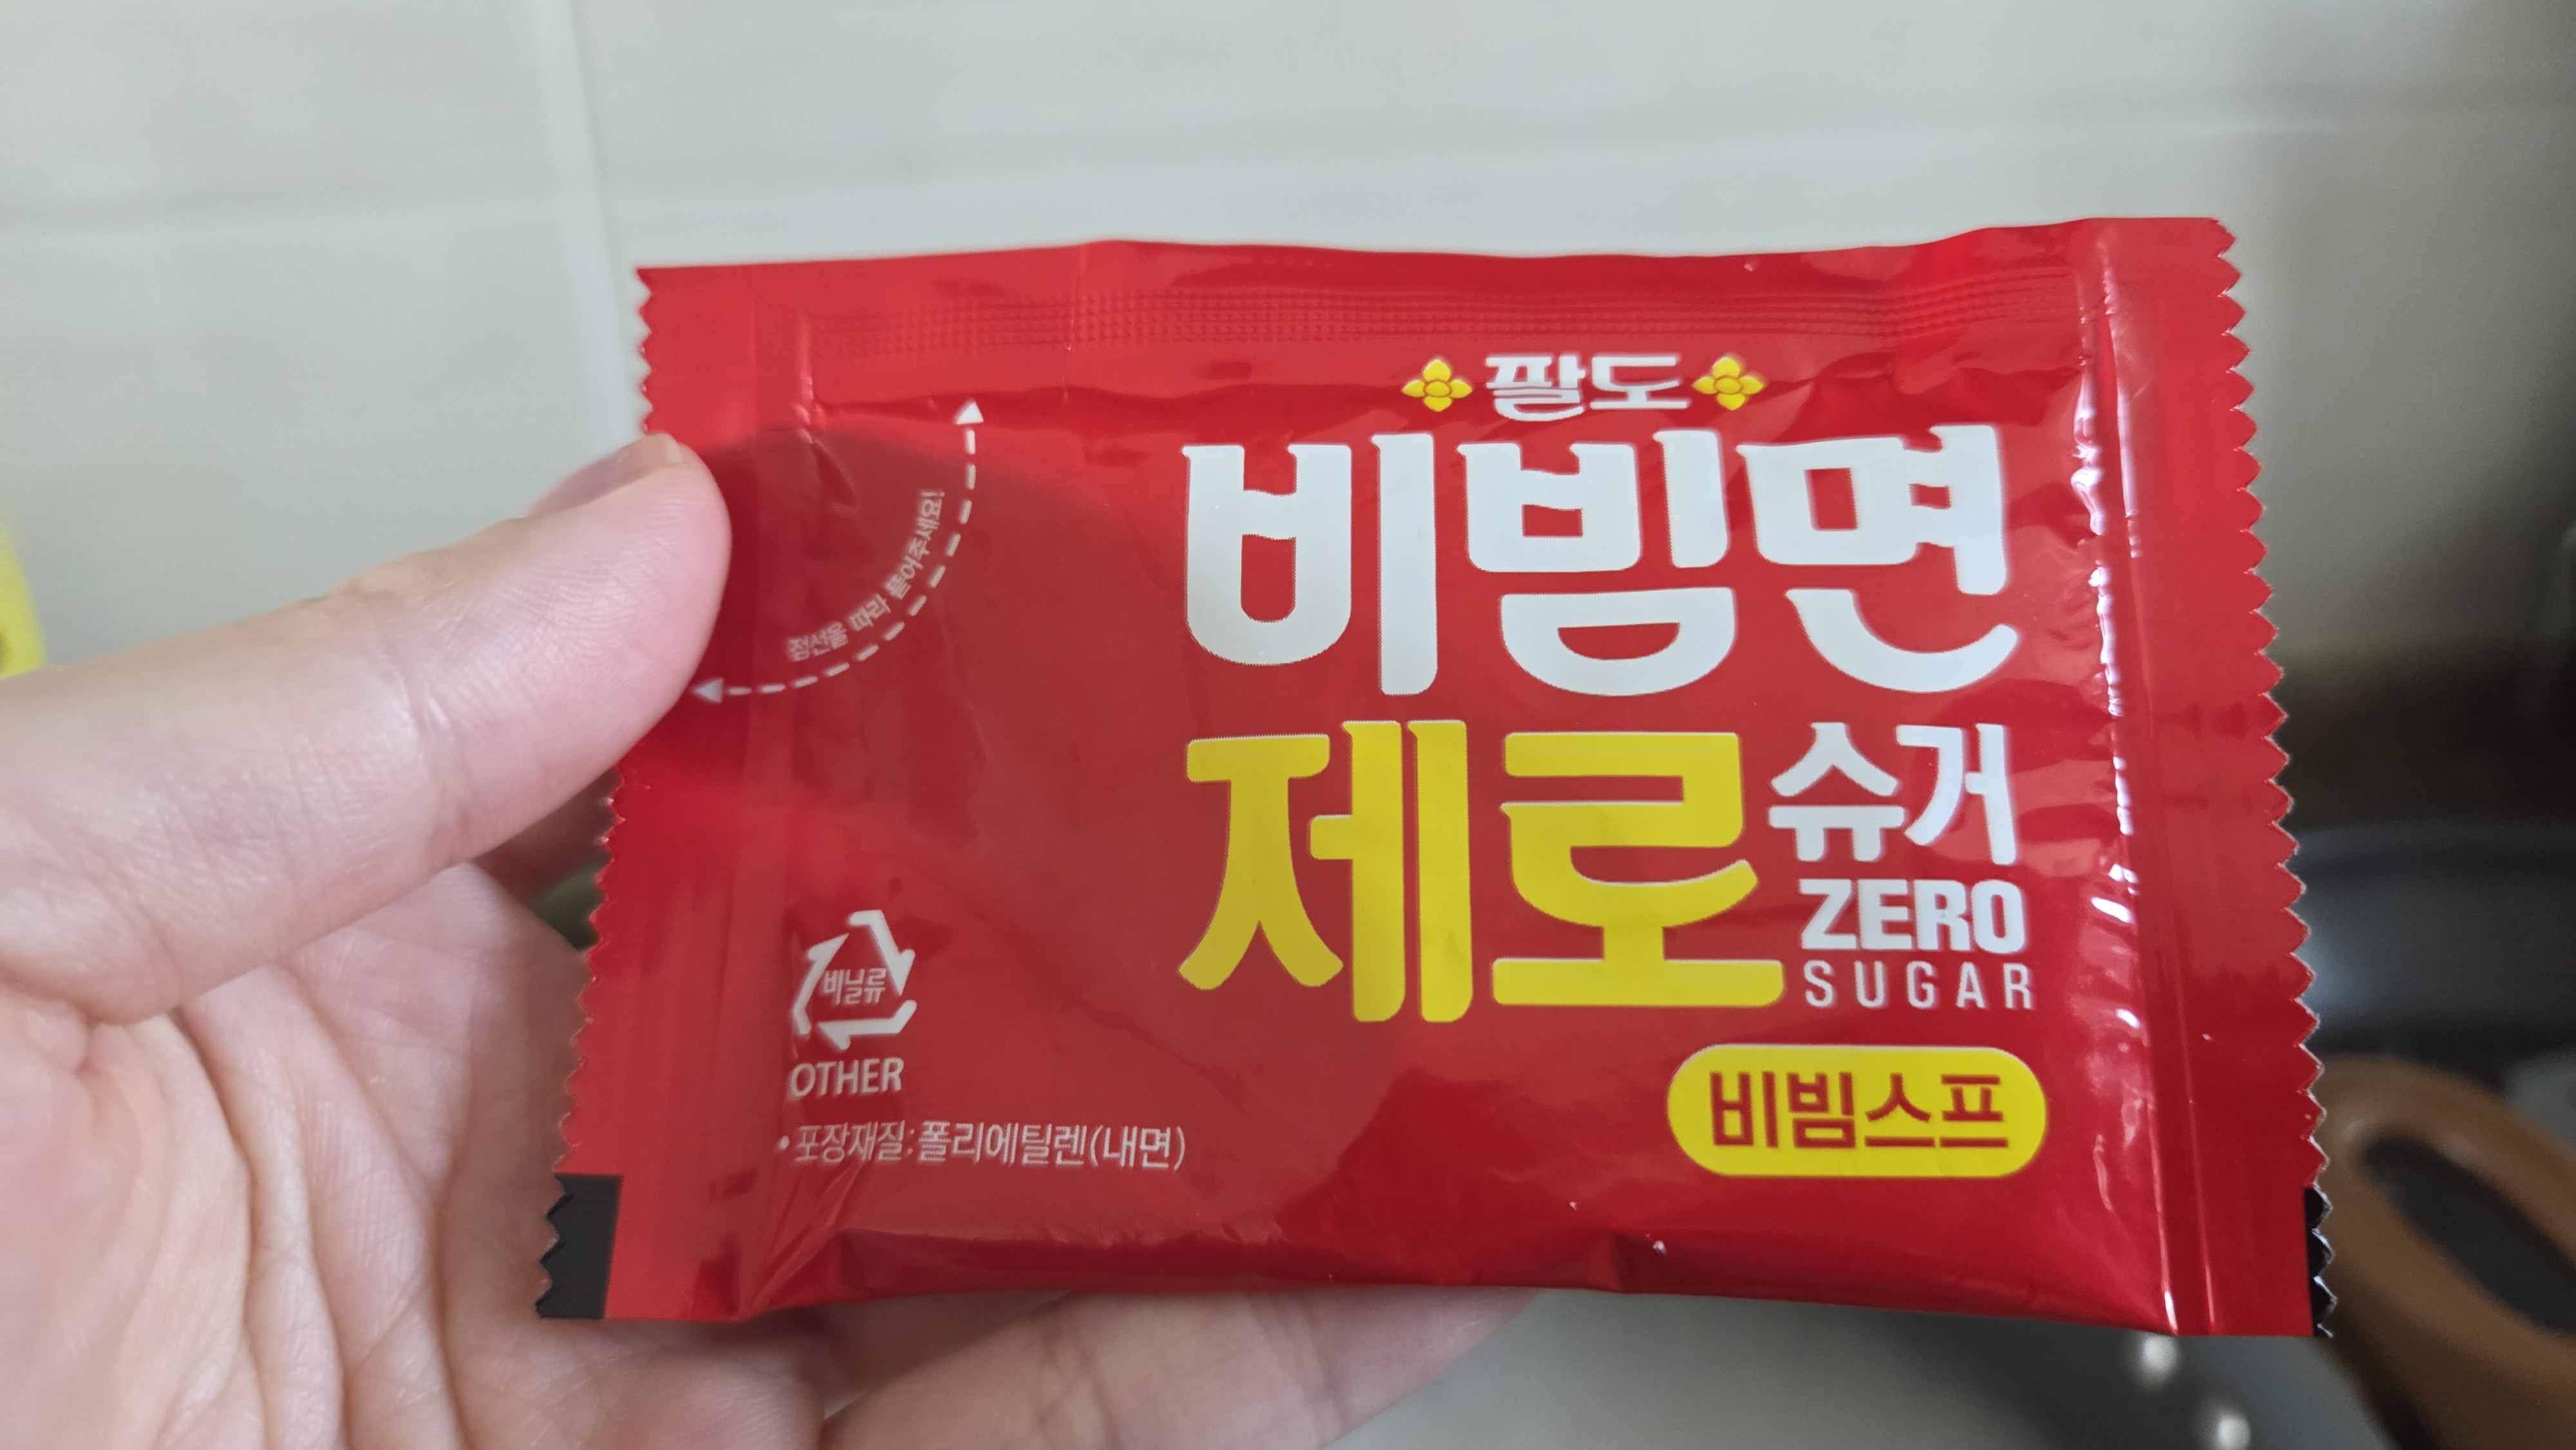 팔도
비빔면
제로 슈거
ZERO
SUGAR
비빔스프
점선을 따라 뜯어주세요!
비닐류
OTHER
• 포장재질:폴리에틸렌(내면)